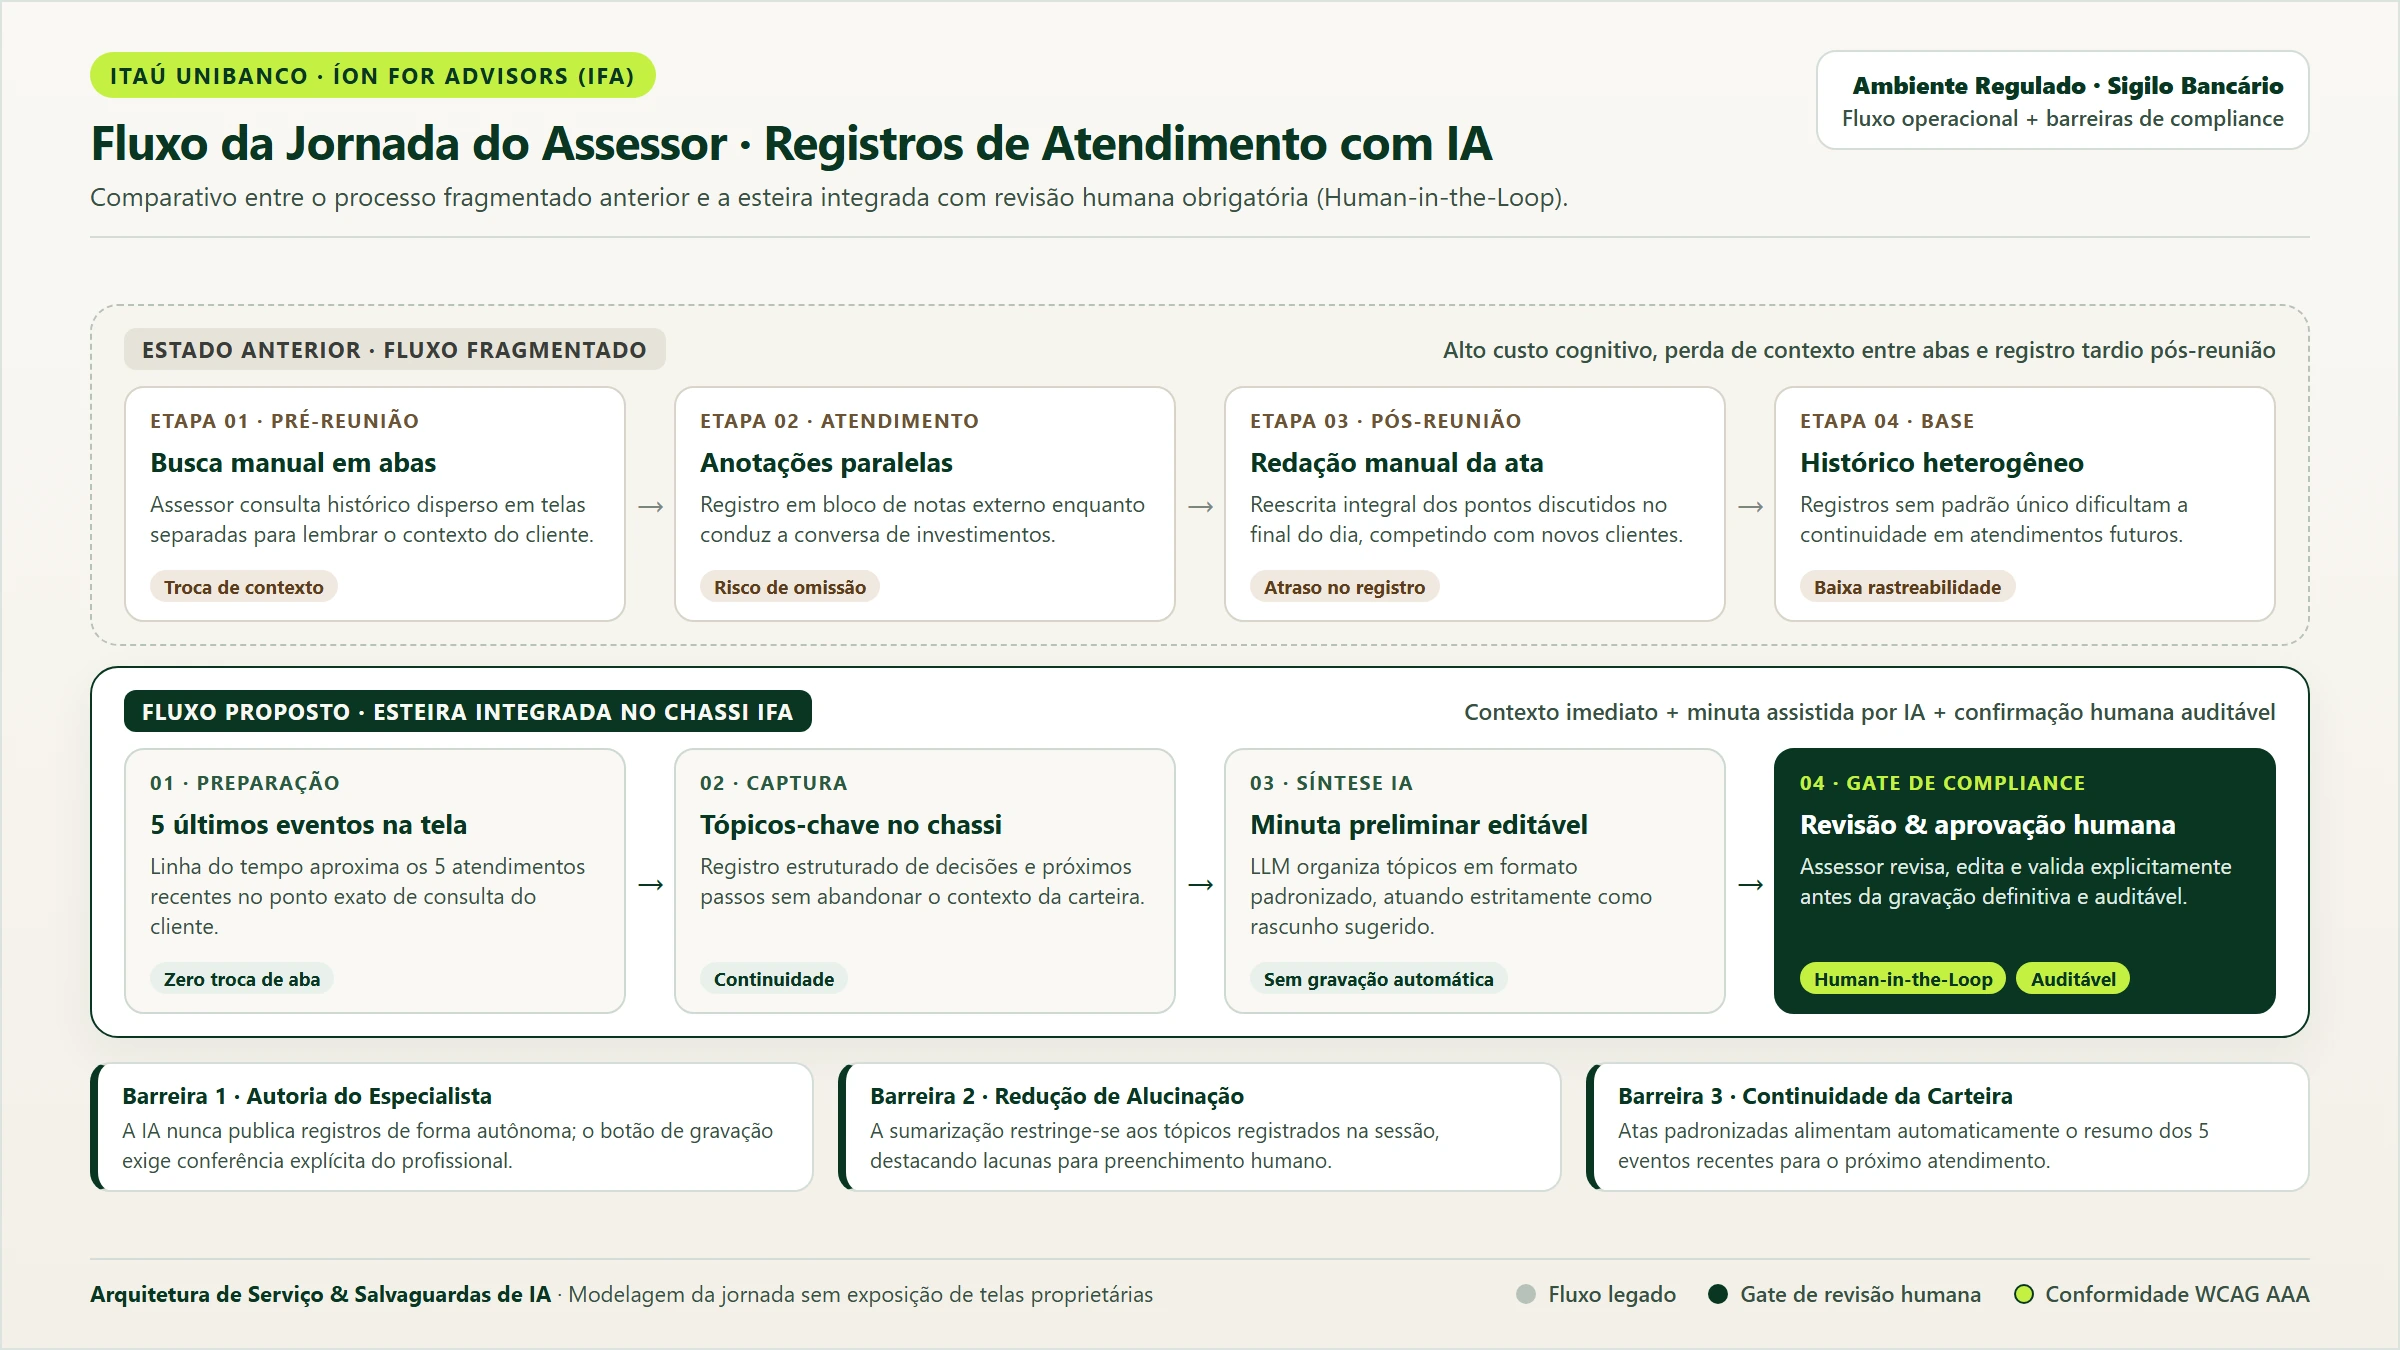 ITAÚ UNIBANCO · ÍON FOR ADVISORS (IFA)
Fluxo da Jornada do Assessor · Registros de Atendimento com IA
Comparativo entre o processo fragmentado anterior e a esteira integrada com revisão humana obrigatória (Human-in-the-Loop).
Ambiente Regulado · Sigilo Bancário
Fluxo operacional + barreiras de compliance
ESTADO ANTERIOR · FLUXO FRAGMENTADO
Alto custo cognitivo, perda de contexto entre abas e registro tardio pós-reunião
ETAPA 01 · PRÉ-REUNIÃO
Busca manual em abas
Assessor consulta histórico disperso em telas
separadas para lembrar o contexto do cliente.
Troca de contexto
→
ETAPA 02 · ATENDIMENTO
Anotações paralelas
Registro em bloco de notas externo enquanto
conduz a conversa de investimentos.
Risco de omissão
→
ETAPA 03 · PÓS-REUNIÃO
Redação manual da ata
Reescrita integral dos pontos discutidos no
final do dia, competindo com novos clientes.
Atraso no registro
→
ETAPA 04 · BASE
Histórico heterogêneo
Registros sem padrão único dificultam a
continuidade em atendimentos futuros.
Baixa rastreabilidade
FLUXO PROPOSTO · ESTEIRA INTEGRADA NO CHASSI IFA
Contexto imediato + minuta assistida por IA + confirmação humana auditável
01 · PREPARAÇÃO
5 últimos eventos na tela
Linha do tempo aproxima os 5 atendimentos
recentes no ponto exato de consulta do
cliente.
Zero troca de aba
→
02 · CAPTURA
Tópicos-chave no chassi
Registro estruturado de decisões e próximos
passos sem abandonar o contexto da carteira.
Continuidade
→
03 · SÍNTESE IA
Minuta preliminar editável
LLM organiza tópicos em formato
padronizado, atuando estritamente como
rascunho sugerido.
Sem gravação automática
→
04 · GATE DE COMPLIANCE
Revisão & aprovação humana
Assessor revisa, edita e valida explicitamente
antes da gravação definitiva e auditável.
Human-in-the-Loop
Auditável
Barreira 1 · Autoria do Especialista
A IA nunca publica registros de forma autônoma; o botão de gravação
exige conferência explícita do profissional.
Barreira 2 · Redução de Alucinação
A sumarização restringe-se aos tópicos registrados na sessão,
destacando lacunas para preenchimento humano.
Barreira 3 · Continuidade da Carteira
Atas padronizadas alimentam automaticamente o resumo dos 5
eventos recentes para o próximo atendimento.
Arquitetura de Serviço & Salvaguardas de IA · Modelagem da jornada sem exposição de telas proprietárias
Fluxo legado
Gate de revisão humana
Conformidade WCAG AAA